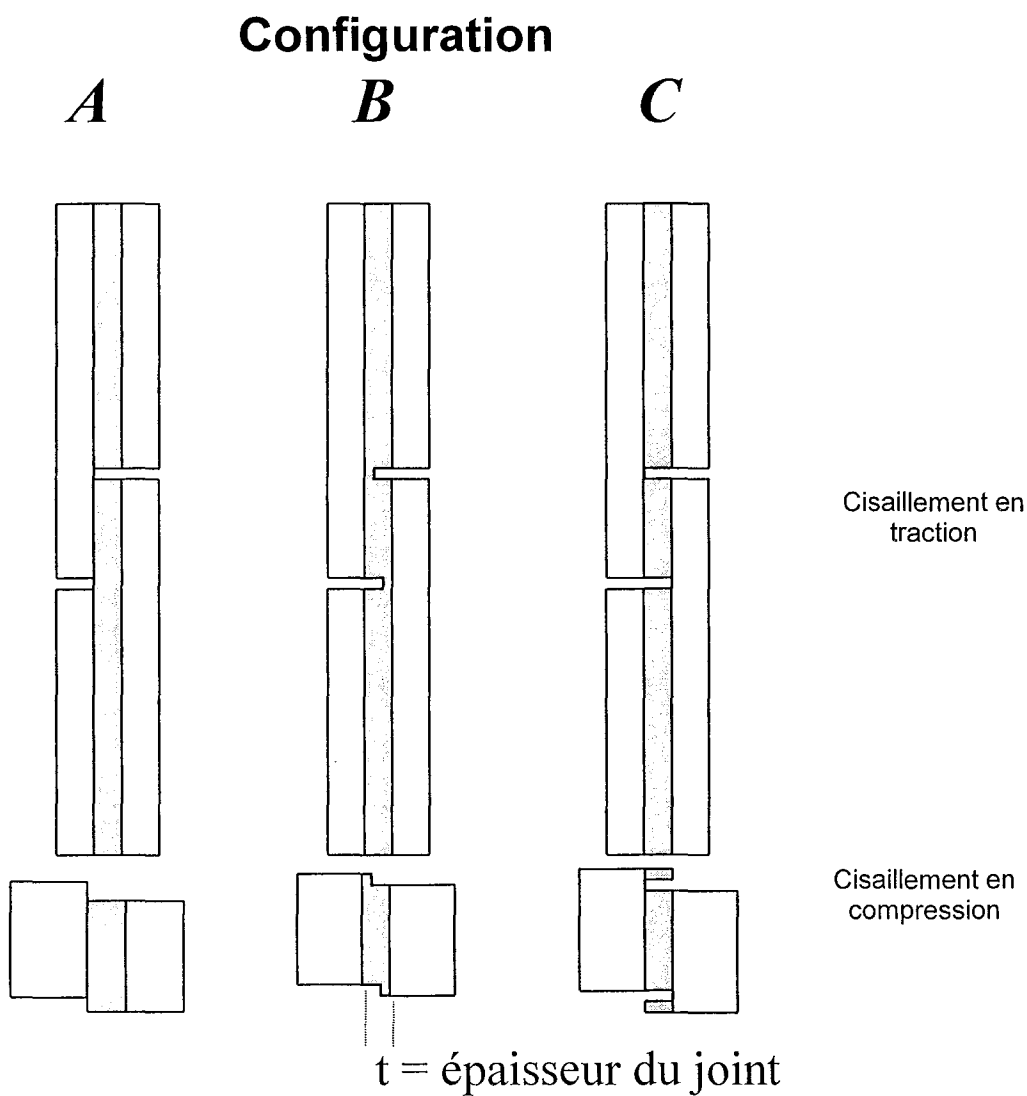 Configuration
A B C
Cisaillement en
traction
Cisaillement en
compression
t = épaisseur du joint